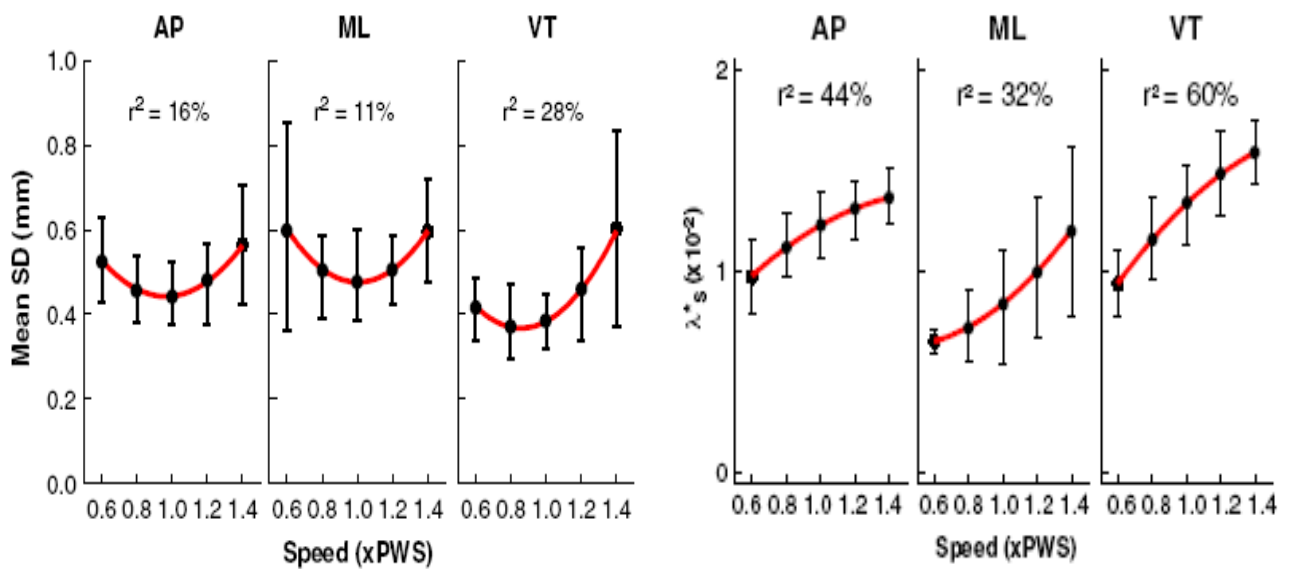 AP ML VT
1.0
0.8
0.6
0.4
0.2
0.0
Mean SD (mm)
r² = 16% r² = 11% r² = 28%
0.6 0.8 1.0 1.2 1.4 0.6 0.8 1.0 1.2 1.4 0.6 0.8 1.0 1.2 1.4
Speed (xPWS)
AP ML VT
2
1
0
λ*s (x 10⁻²)
r² = 44% r² = 32% r² = 60%
0.6 0.8 1.0 1.2 1.4 0.6 0.8 1.0 1.2 1.4 0.6 0.8 1.0 1.2 1.4
Speed (xPWS)